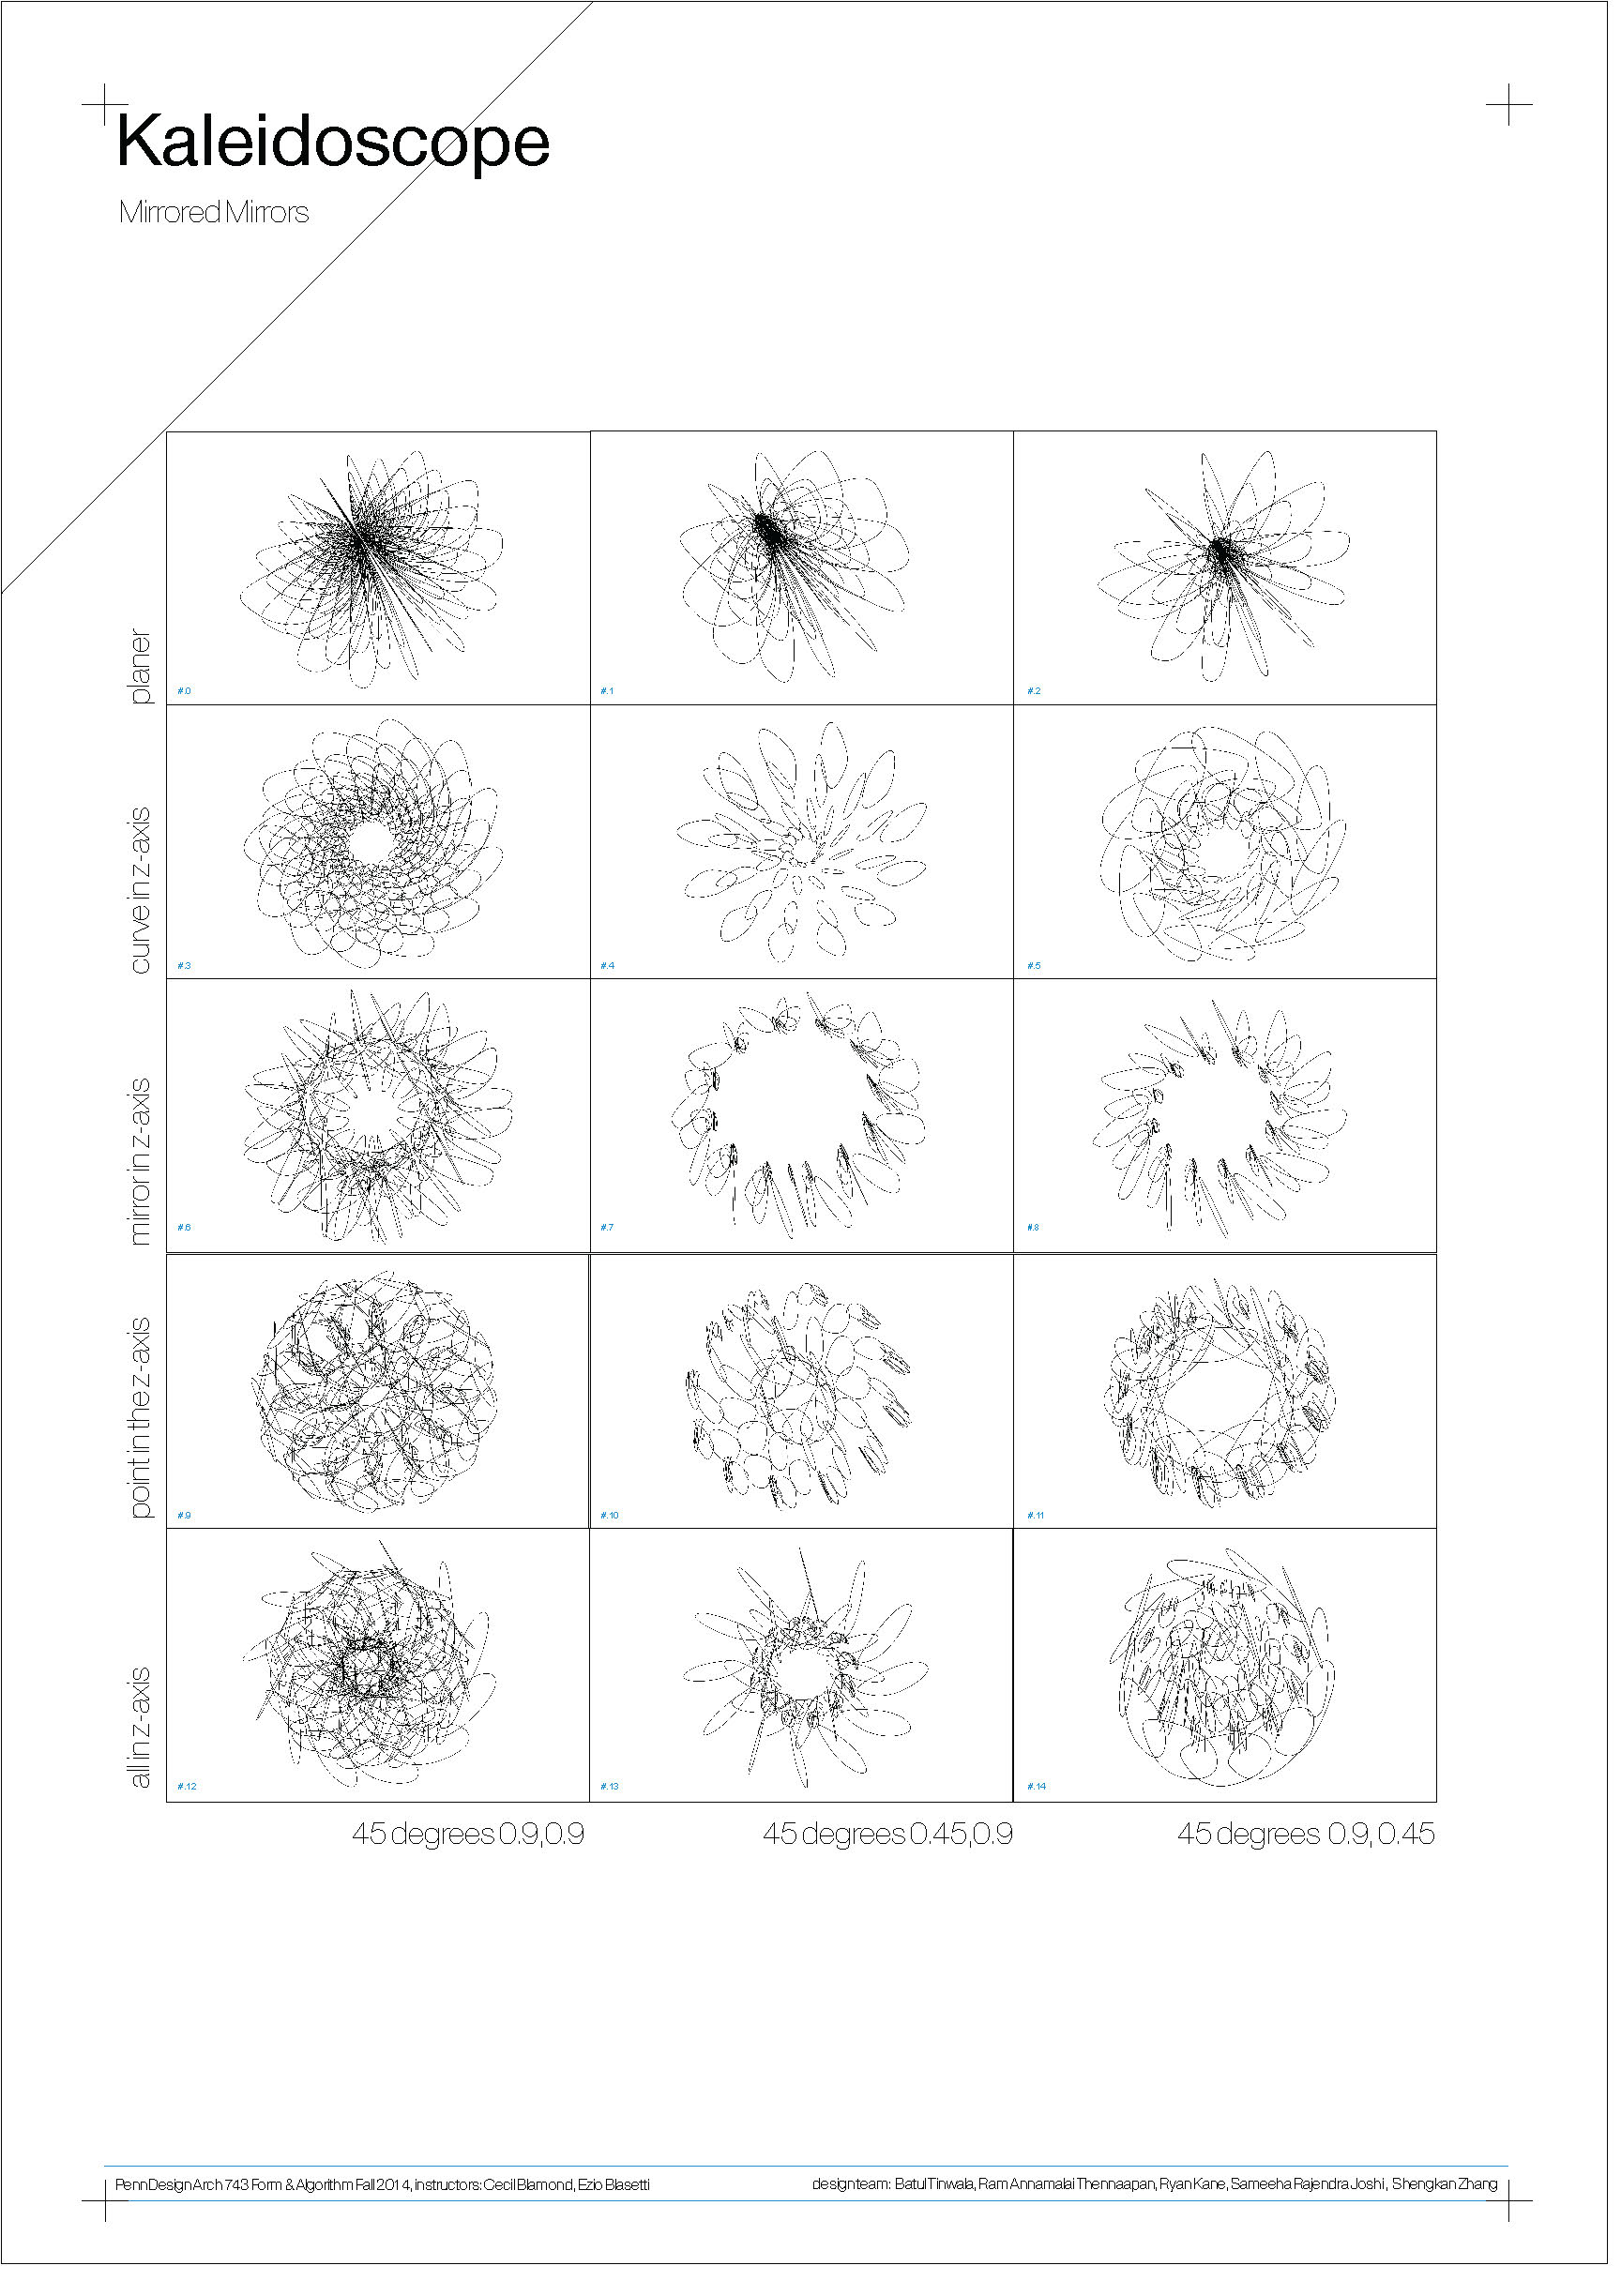 Kaleidoscope
Mirrored Mirrors
planer
#.0
#.1
#.2
curve in z-axis
#.3
#.4
#.5
mirror in z-axis
#.6
#.7
#.8
point in the z-axis
#.9
#.10
#.11
all in z-axis
#.12
#.13
#.14
45 degrees 0.9,0.9
45 degrees 0.45,0.9
45 degrees 0.9, 0.45
PennDesign Arch 743 Form & Algorithm Fall 2014, instructors: Cecil Blamond, Ezio Blasetti
design team: Batul Tinwala, Ram Annamalai Thennaapan, Ryan Kane, Sameeha Rajendra Joshi, Shengkan Zhang